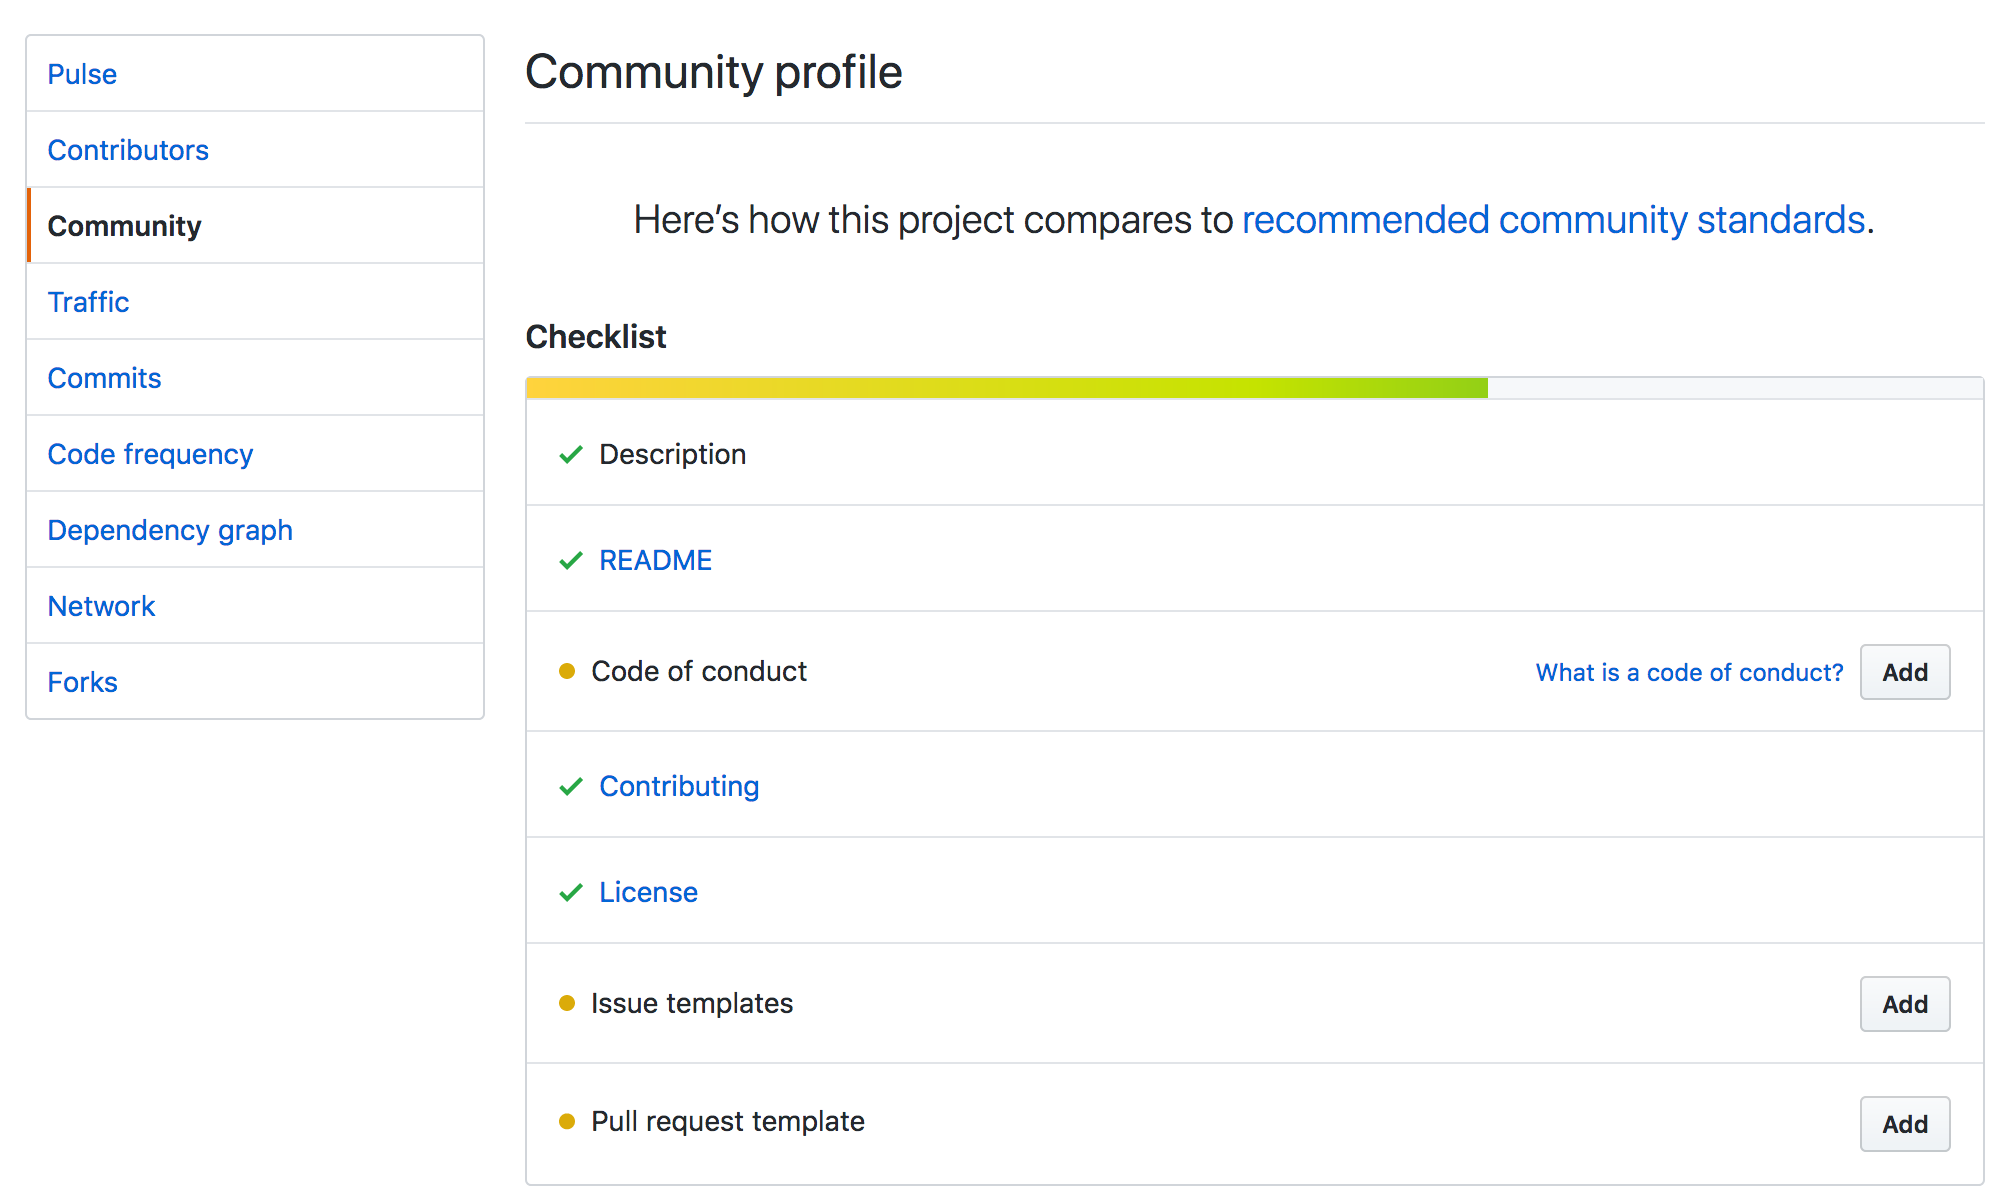 Pulse
Contributors
Community
Traffic
Commits
Code frequency
Dependency graph
Network
Forks
Community profile
Here’s how this project compares to recommended community standards.
Checklist
Description
README
Code of conduct What is a code of conduct? Add
Contributing
License
Issue templates Add
Pull request template Add